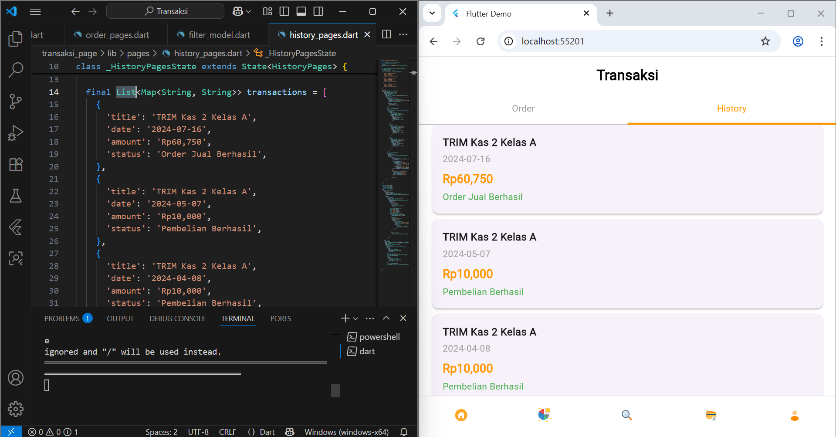 Transaksi
lart
order_pages.dart
filter_model.dart
history_pages.dart
transaksi_page > lib > pages > history_pages.dart > _HistoryPagesState
10 class _HistoryPagesState extends State<HistoryPages> {
13
14 final List<Map<String, String>> transactions = [
15 {
16 'title': 'TRIM Kas 2 Kelas A',
17 'date': '2024-07-16',
18 'amount': 'Rp60,750',
19 'status': 'Order Jual Berhasil',
20 },
21 {
22 'title': 'TRIM Kas 2 Kelas A',
23 'date': '2024-05-07',
24 'amount': 'Rp10,000',
25 'status': 'Pembelian Berhasil',
26 },
27 {
28 'title': 'TRIM Kas 2 Kelas A',
29 'date': '2024-04-08',
30 'amount': 'Rp10,000',
31 'status': 'Pembelian Berhasil',
PROBLEMS 1 OUTPUT DEBUG CONSOLE TERMINAL PORTS
powershell
dart
e
ignored and "/" will be used instead.
0 0 1 Spaces: 2 UTF-8 CRLF {} Dart Windows (windows-x64)
Flutter Demo
localhost:55201
Transaksi
Order
History
TRIM Kas 2 Kelas A
2024-07-16
Rp60,750
Order Jual Berhasil
TRIM Kas 2 Kelas A
2024-05-07
Rp10,000
Pembelian Berhasil
TRIM Kas 2 Kelas A
2024-04-08
Rp10,000
Pembelian Berhasil